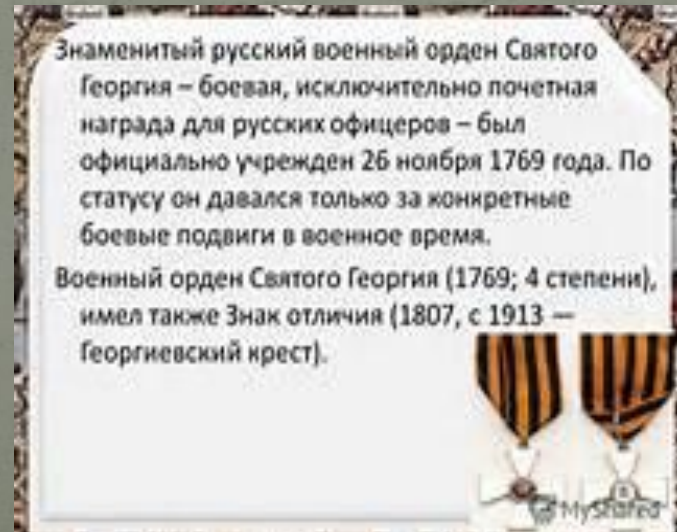 Знаменитый русский военный орден Святого
Георгия – боевая, исключительно почетная
награда для русских офицеров – был
официально учрежден 26 ноября 1769 года. По
статусу он давался только за конкретные
боевые подвиги в военное время.
Военный орден Святого Георгия (1769; 4 степени),
имел также Знак отличия (1807, с 1913 —
Георгиевский крест).
MyShared